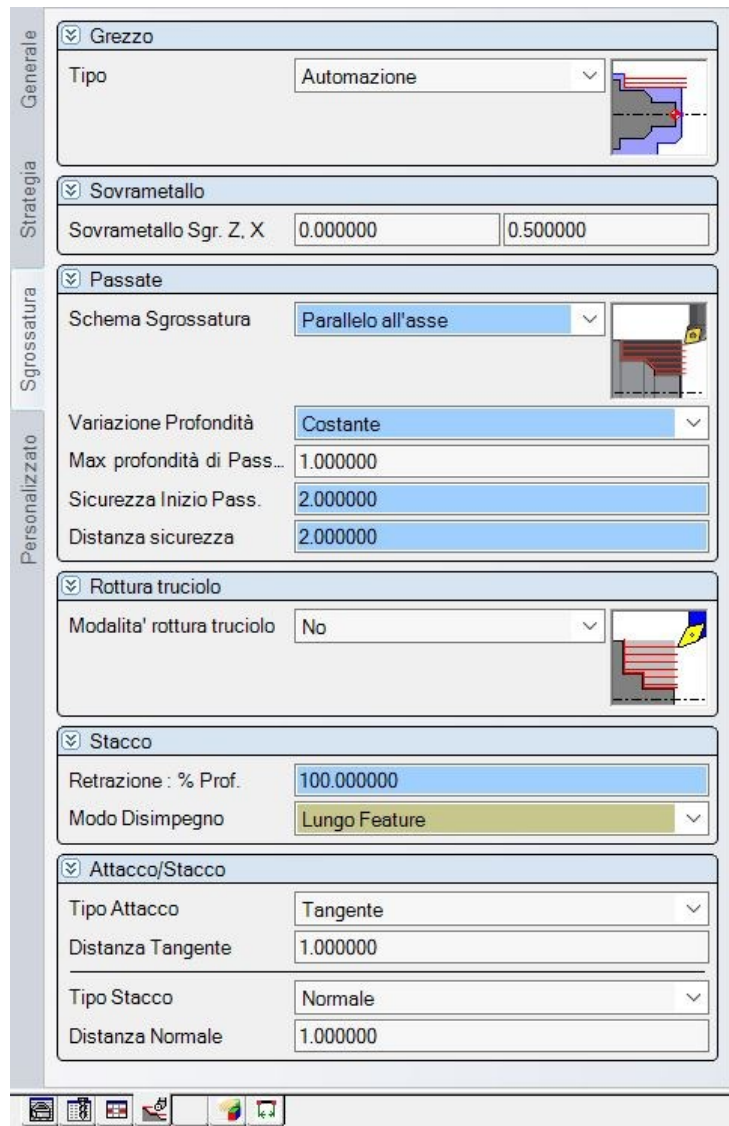 Generale
Strategia
Sgrossatura
Personalizzato
Grezzo
Tipo Automazione
Sovrametallo
Sovrametallo Sgr. Z, X 0.000000 0.500000
Passate
Schema Sgrossatura Parallelo all'asse
Variazione Profondità Costante
Max profondità di Pass... 1.000000
Sicurezza Inizio Pass. 2.000000
Distanza sicurezza 2.000000
Rottura truciolo
Modalita' rottura truciolo No
Stacco
Retrazione : % Prof. 100.000000
Modo Disimpegno Lungo Feature
Attacco/Stacco
Tipo Attacco Tangente
Distanza Tangente 1.000000
Tipo Stacco Normale
Distanza Normale 1.000000